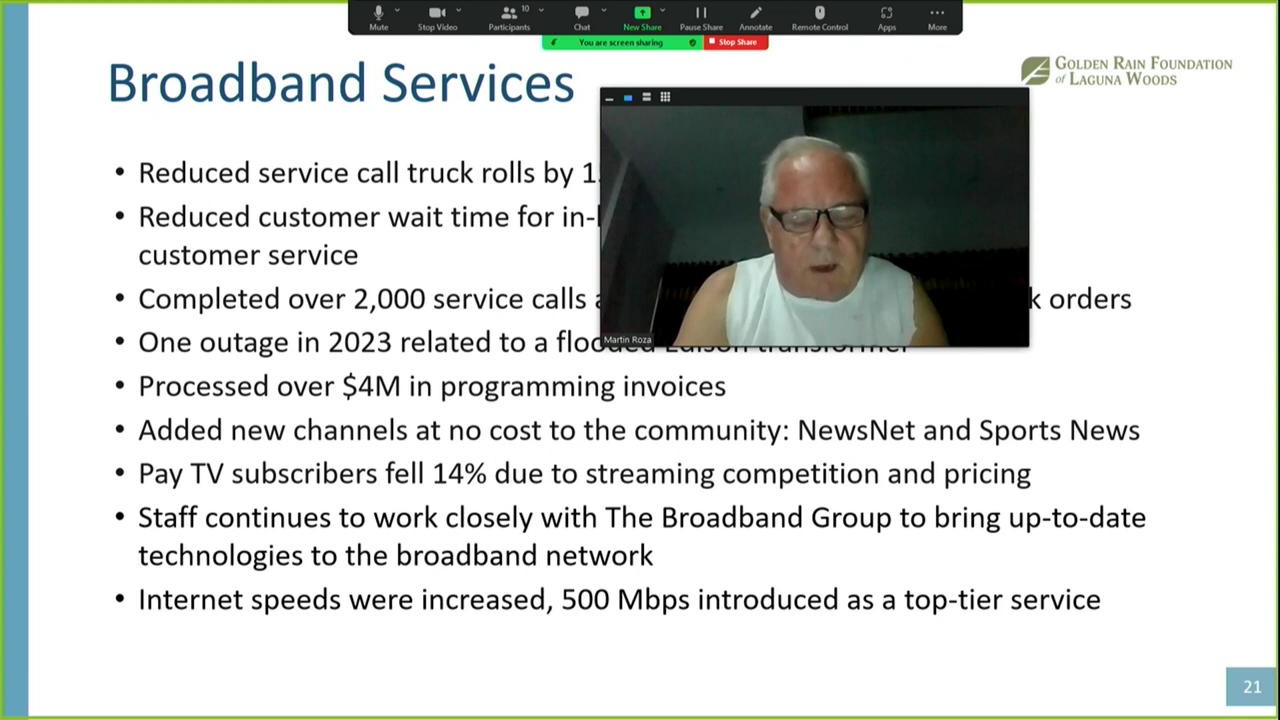 Mute
Stop Video
10
Participants
Chat
New Share
Pause Share
Annotate
Remote Control
Apps
More
You are screen sharing
Stop Share
Broadband Services
GOLDEN RAIN FOUNDATION
of LAGUNA WOODS
• Reduced service call truck rolls by 1
• Reduced customer wait time for in-
customer service
• Completed over 2,000 service calls orders
• One outage in 2023 related to a flooded Edison transformer
Martin Roza
• Processed over $4M in programming invoices
• Added new channels at no cost to the community: NewsNet and Sports News
• Pay TV subscribers fell 14% due to streaming competition and pricing
• Staff continues to work closely with The Broadband Group to bring up-to-date
technologies to the broadband network
• Internet speeds were increased, 500 Mbps introduced as a top-tier service
21